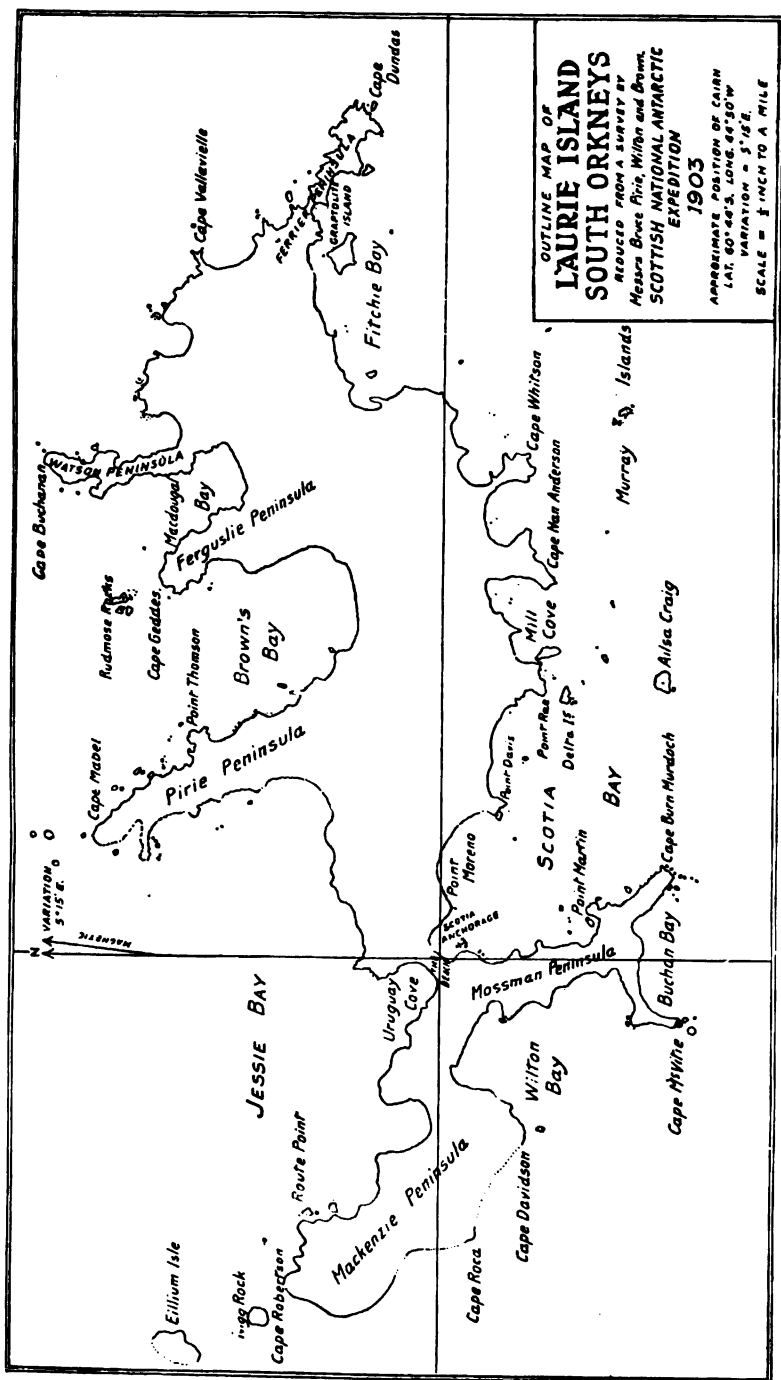 OUTLINE MAP OF
LAURIE ISLAND
SOUTH ORKNEYS
REDUCED FROM A SURVEY BY
Messrs Bruce Pirie, Wilton and Brown.
SCOTTISH NATIONAL ANTARCTIC
EXPEDITION
1903
APPROXIMATE POSITION OF CAIRN
LAT. 60° 44'S. LONG. 44° 50'W
VARIATION = 5° 15'E.
SCALE = ½ INCH TO A MILE
N
VARIATION
5° 15'E.
MAGNETIC
Eillium Isle
Rock
Cape Robertson
Route Point
JESSIE BAY
Uruguay
Cove
Mackenzie Peninsula
Cape Roca
Cape Davidson
WILTON
BAY
Mossman Peninsula
Cape McVitie
Buchan Bay
Cape Burn Murdoch
Point Martin
SCOTIA
ANCHORAGE
Point
Moreno
SCOTIA
BAY
Point Davis
Point Rae
Delta Is
Ailsa Craig
Mill
Cove
Cape Nan Anderson
Cape Whitson
Murray Islands
Cape Mabel
Pirie Peninsula
Point Thomson
Brown's
Bay
Cape Geddes
Rudmose Rocks
Ferguslie Peninsula
Macdougal
Bay
WATSON PENINSULA
Cape Buchanan
Cape Vallavielle
FERRIER PENINSULA
GRAPTOLITE
ISLAND
Fitchie Bay
Cape
Dundas